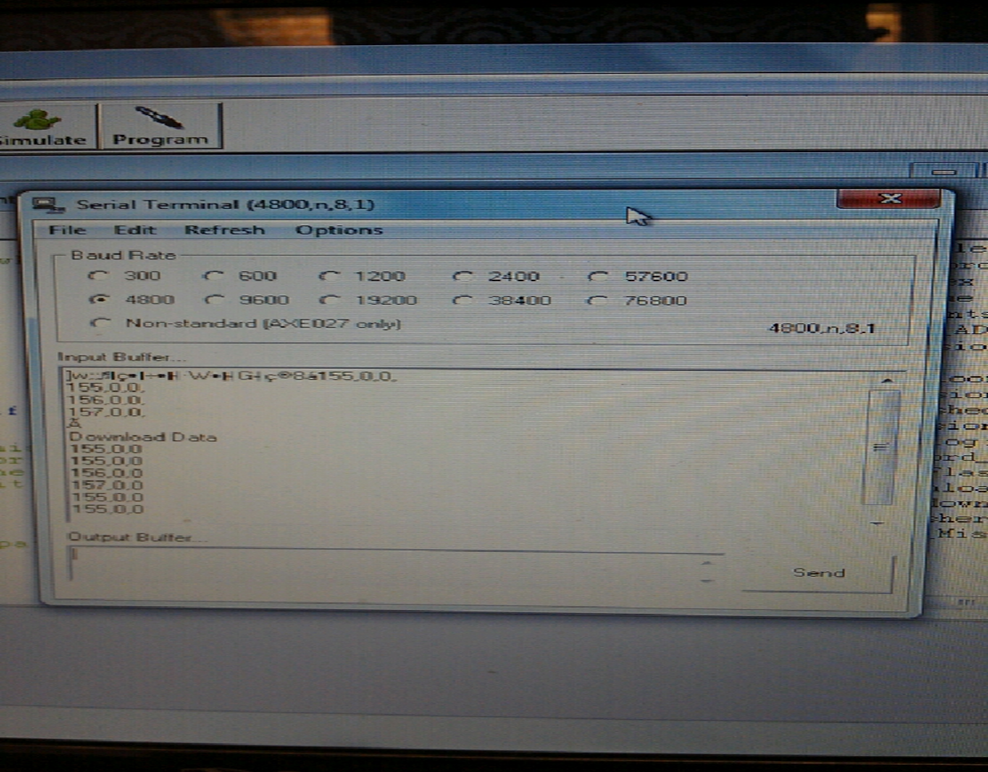 Simulate
Program
Serial Terminal (4800,n,8,1)
File Edit Refresh Options
Baud Rate
300 600 1200 2400 57600
4800 9600 19200 38400 76800
Non-standard (AXE027 only)
4800,n,8,1
Input Buffer...
155,0,0,
155,0,0,
156,0,0,
157,0,0,
Download Data
155,0,0
155,0,0
156,0,0
157,0,0
155,0,0
155,0,0
Output Buffer...
Send